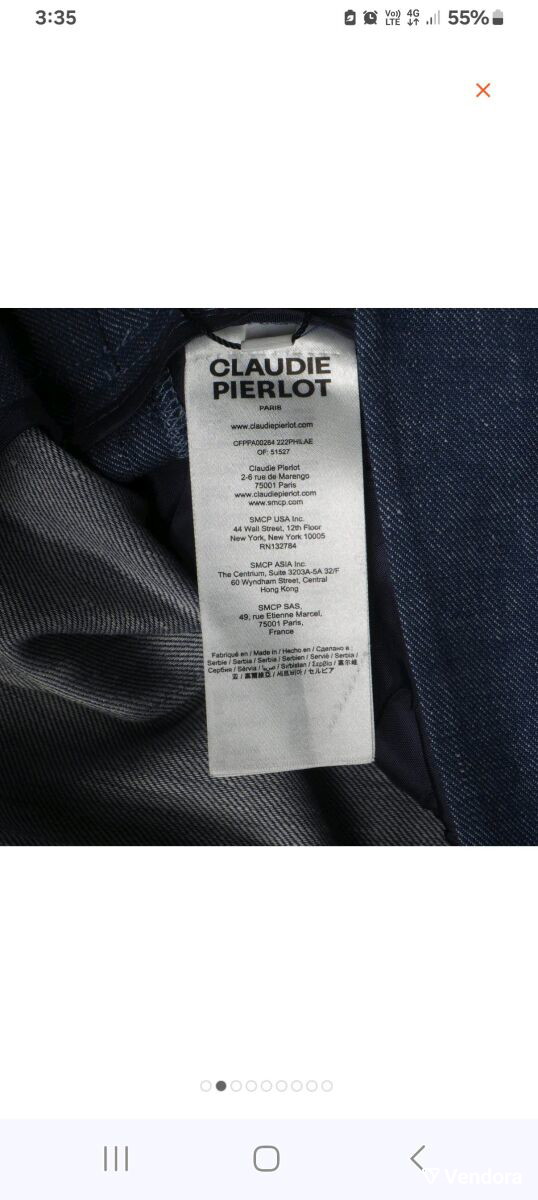 3:35
Vo)) LTE 4G 55%
CLAUDIE
PIERLOT
PARIS
www.claudiepierlot.com
CFPPA00264 222PHILAE
OF: 51527
Claudie Pierlot
2-6 rue de Marengo
75001 Paris
www.claudiepierlot.com
www.smcp.com
SMCP USA Inc.
44 Wall Street, 12th Floor
New York, New York 10005
RN132784
SMCP ASIA Inc.
The Centrium, Suite 3203A-5A 32/F
60 Wyndham Street, Central
Hong Kong
SMCP SAS,
49, rue Etienne Marcel,
75001 Paris,
France
Fabriqué en / Made in / Hecho en / Сделано в
Serbie / Serbia / Serbia / Serbien / Servië / Serbia /
Сербия / Sérvia / صربيا / Sırbistan / Σερβία / 塞尔维
亚 / 塞爾維亞 / 세르비아 / セルビア
Vendora